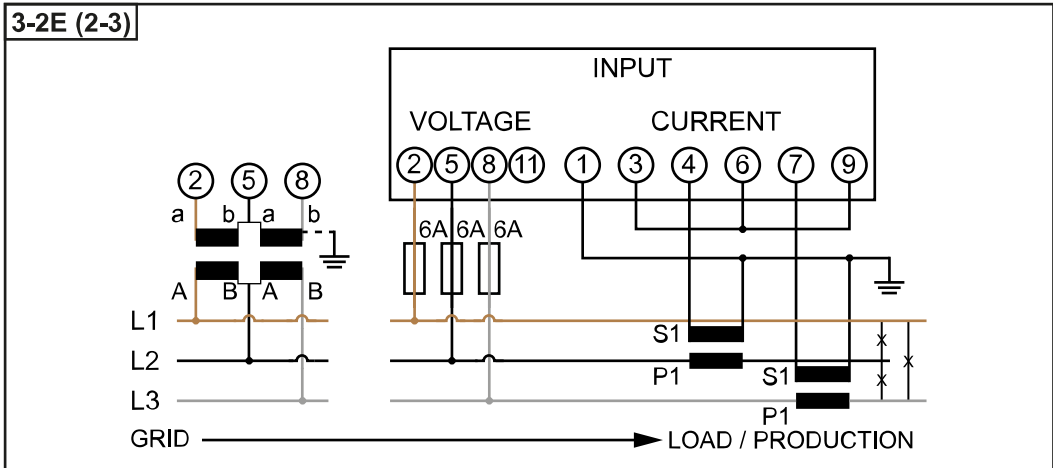 3-2E (2-3)
INPUT
VOLTAGE CURRENT
2 5 8 11 1 3 4 6 7 9
2 5 8
a b a b
6A 6A 6A
A B A B
L1
S1
L2
P1 S1
L3
P1
GRID LOAD / PRODUCTION